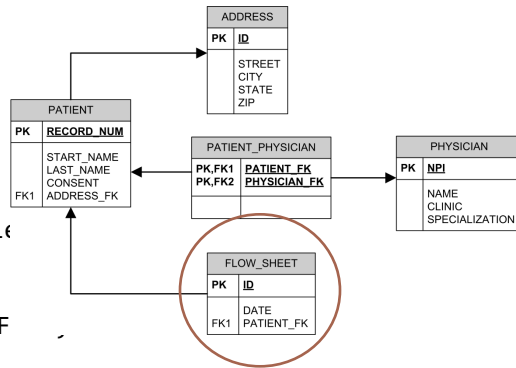 ADDRESS
PK ID
STREET
CITY
STATE
ZIP
PATIENT
PK RECORD_NUM
START_NAME
LAST_NAME
CONSENT
FK1 ADDRESS_FK
PATIENT_PHYSICIAN
PK,FK1 PATIENT_FK
PK,FK2 PHYSICIAN_FK
PHYSICIAN
PK NPI
NAME
CLINIC
SPECIALIZATION
FLOW_SHEET
PK ID
DATE
FK1 PATIENT_FK